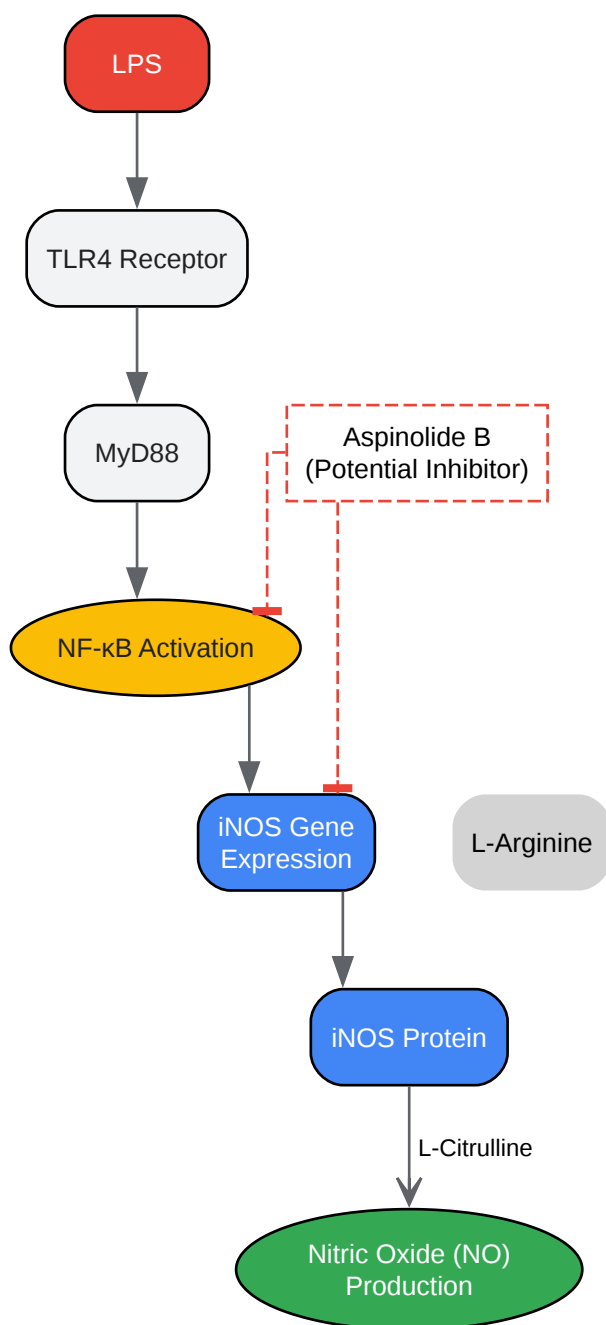 LPS
TLR4 Receptor
MyD88
Aspinolide B
(Potential Inhibitor)
NF-κB Activation
iNOS Gene
Expression
L-Arginine
iNOS Protein
L-Citrulline
Nitric Oxide (NO)
Production